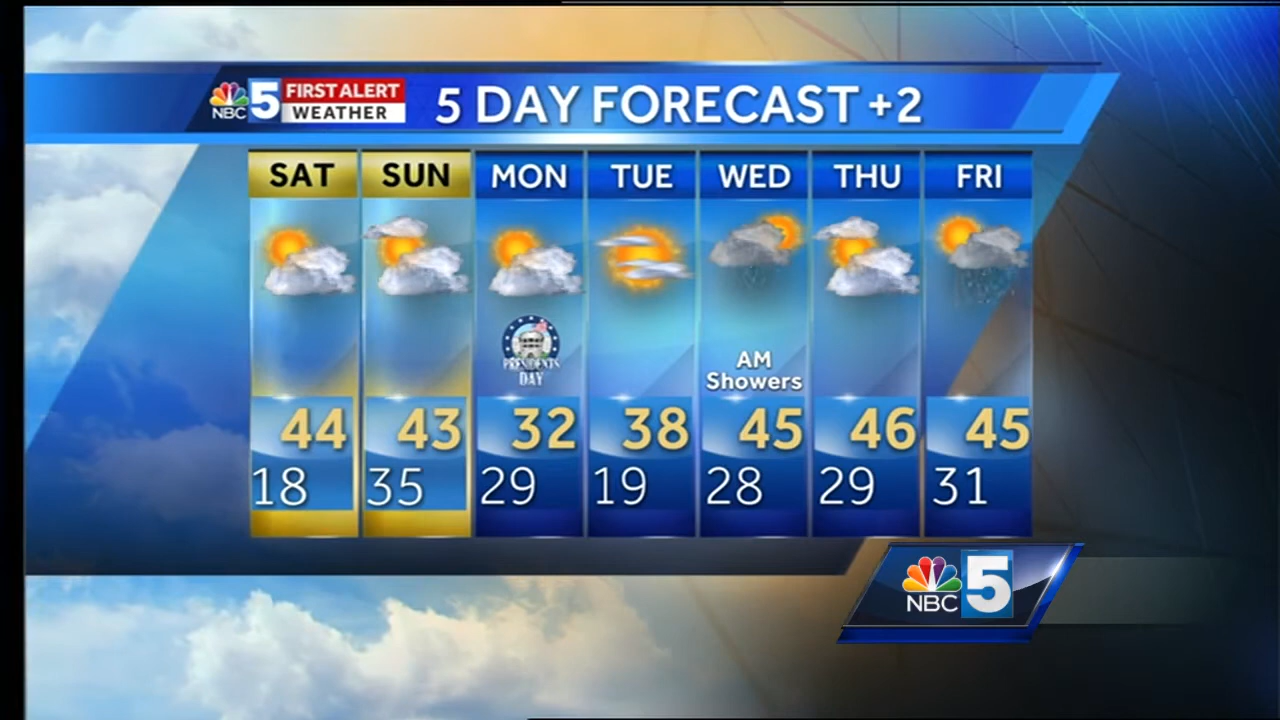 NBC 5 FIRST ALERT
WEATHER
5 DAY FORECAST +2
SAT SUN MON TUE WED THU FRI
PRESIDENTS
DAY
AM
Showers
44 43 32 38 45 46 45
18 35 29 19 28 29 31
NBC 5